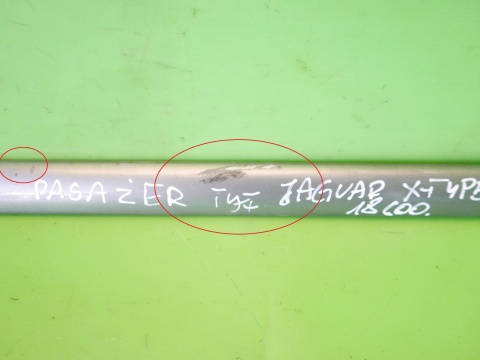 PASAŻER TYŁ JAGUAR X-TYPE
18600.